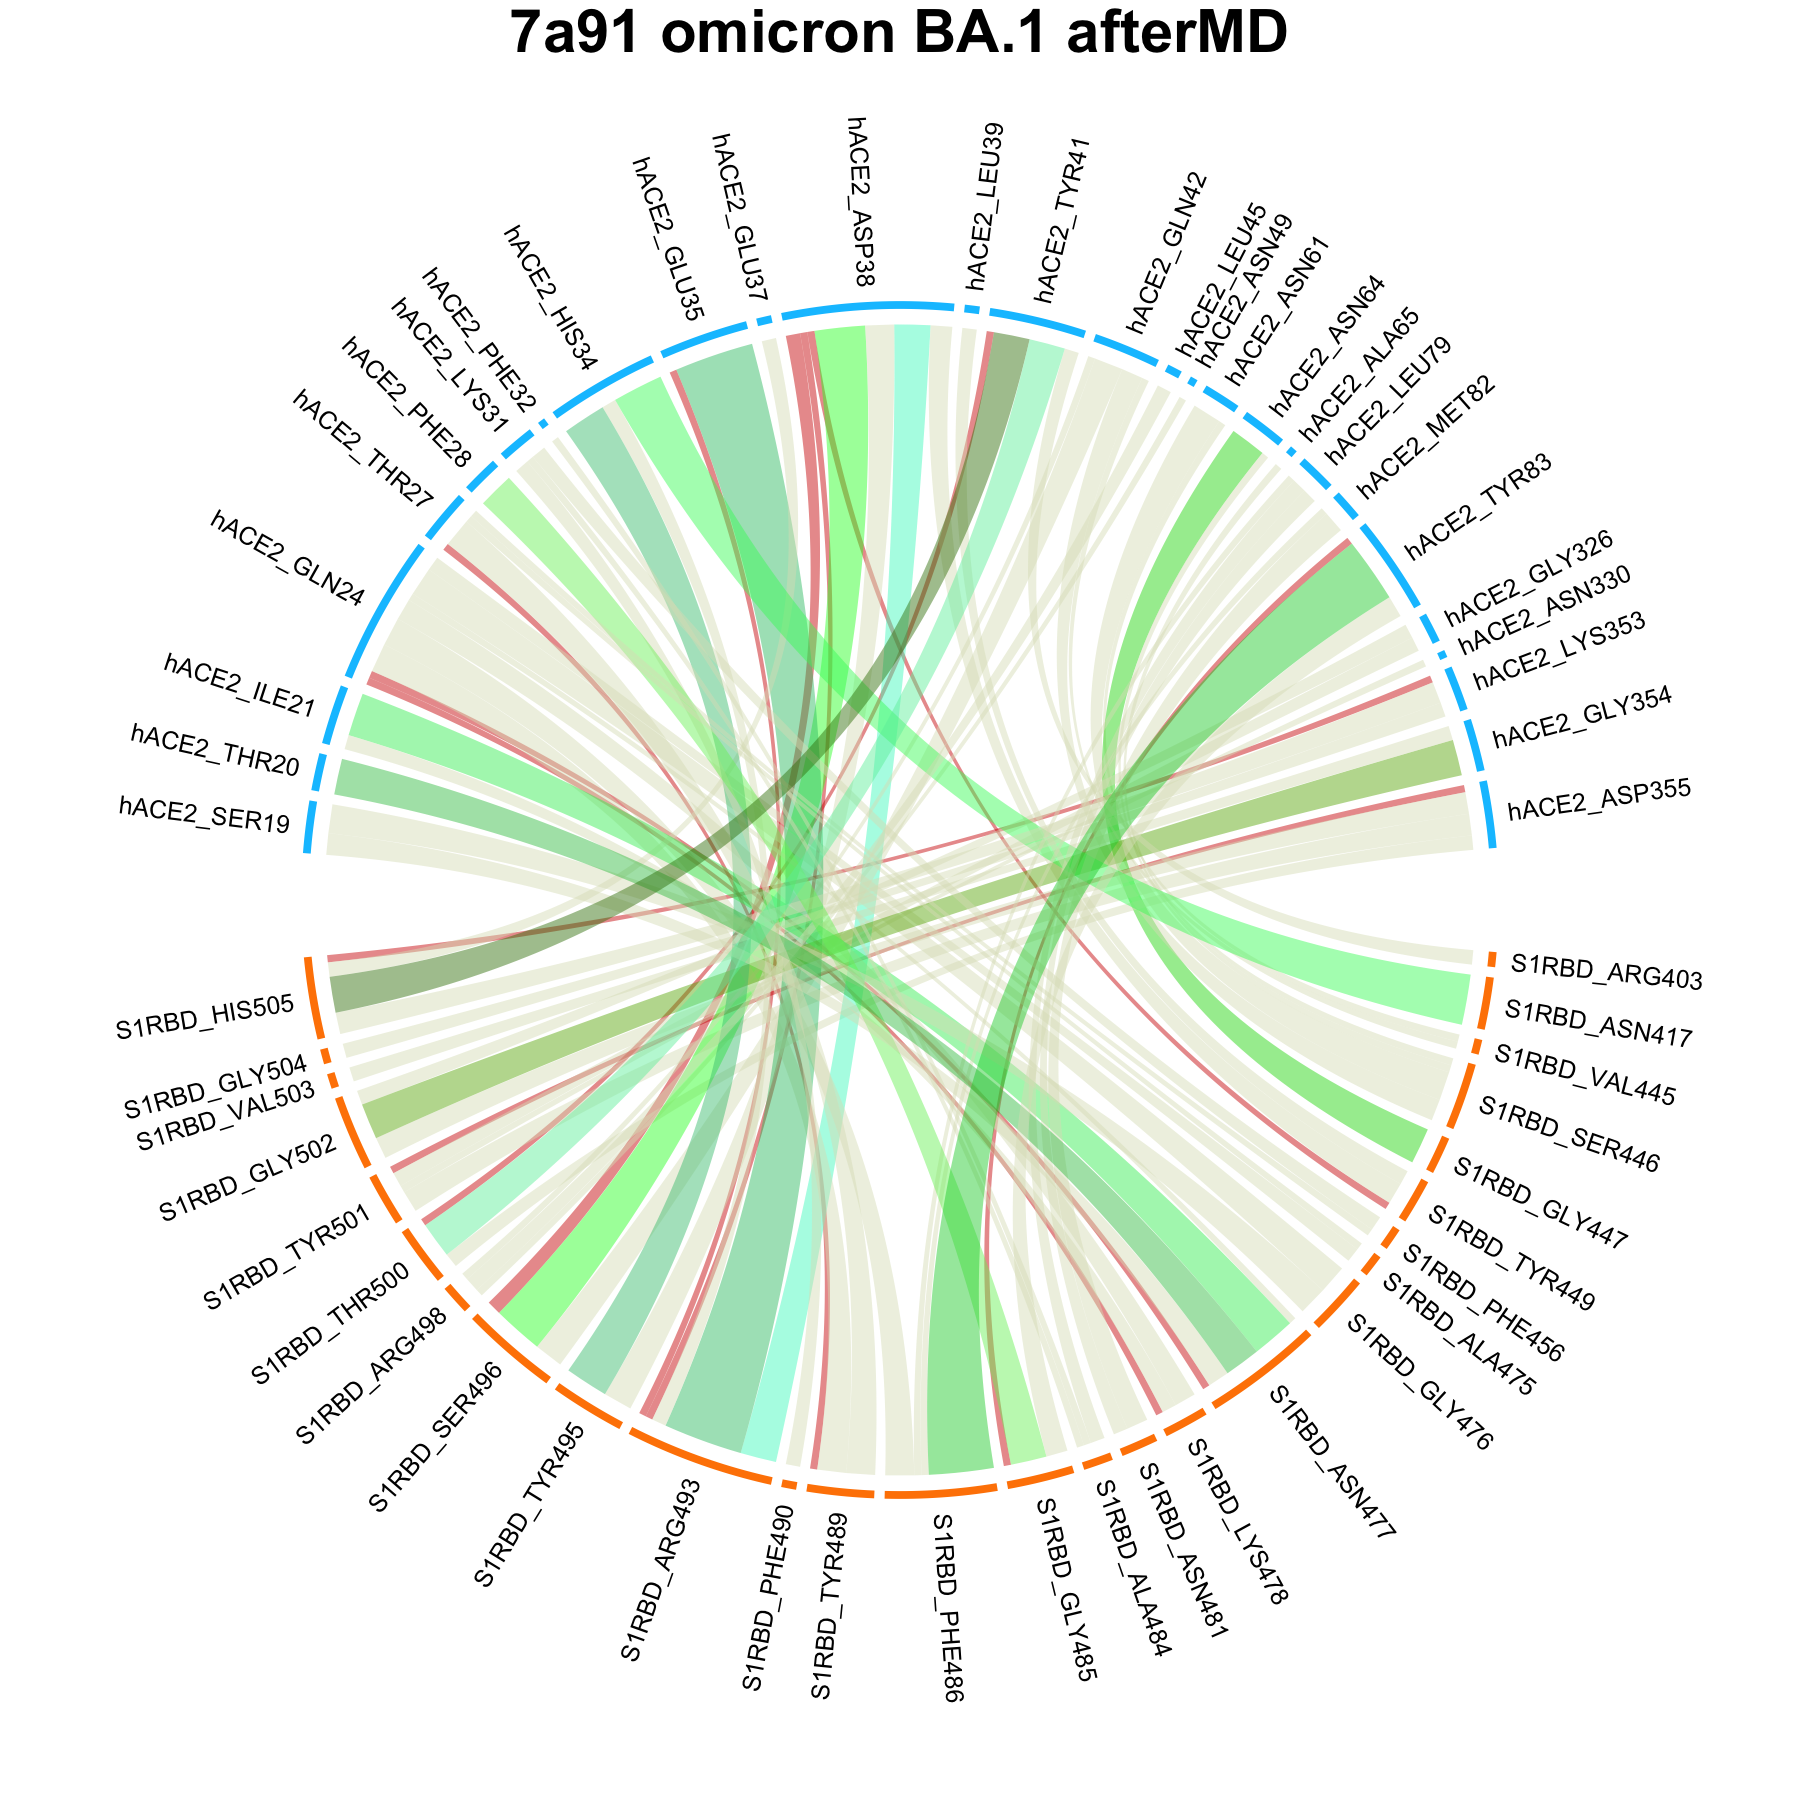 7a91 omicron BA.1 afterMD
hACE2_SER19
hACE2_THR20
hACE2_ILE21
hACE2_GLN24
hACE2_THR27
hACE2_PHE28
hACE2_LYS31
hACE2_PHE32
hACE2_HIS34
hACE2_GLU35
hACE2_GLU37
hACE2_ASP38
hACE2_LEU39
hACE2_TYR41
hACE2_GLN42
hACE2_LEU45
hACE2_ASN49
hACE2_ASN61
hACE2_ASN64
hACE2_ALA65
hACE2_LEU79
hACE2_MET82
hACE2_TYR83
hACE2_GLY326
hACE2_ASN330
hACE2_LYS353
hACE2_GLY354
hACE2_ASP355
S1RBD_ARG403
S1RBD_ASN417
S1RBD_VAL445
S1RBD_SER446
S1RBD_GLY447
S1RBD_TYR449
S1RBD_PHE456
S1RBD_ALA475
S1RBD_GLY476
S1RBD_ASN477
S1RBD_LYS478
S1RBD_ASN481
S1RBD_ALA484
S1RBD_GLY485
S1RBD_PHE486
S1RBD_TYR489
S1RBD_PHE490
S1RBD_ARG493
S1RBD_TYR495
S1RBD_SER496
S1RBD_ARG498
S1RBD_THR500
S1RBD_TYR501
S1RBD_GLY502
S1RBD_VAL503
S1RBD_GLY504
S1RBD_HIS505